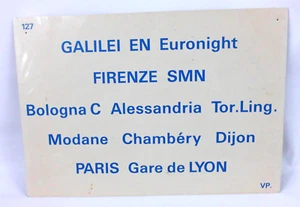 127
GALILEI EN Euronight
FIRENZE SMN
Bologna C Alessandria Tor.Ling.
Modane Chambéry Dijon
PARIS Gare de LYON
VP.